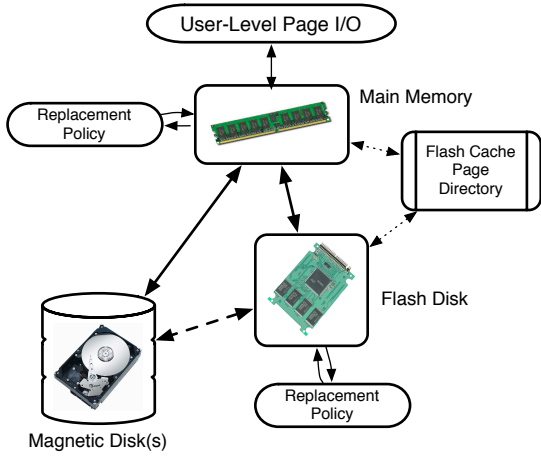 User-Level Page I/O
Main Memory
Replacement
Policy
Flash Cache
Page
Directory
Flash Disk
Replacement
Policy
Magnetic Disk(s)